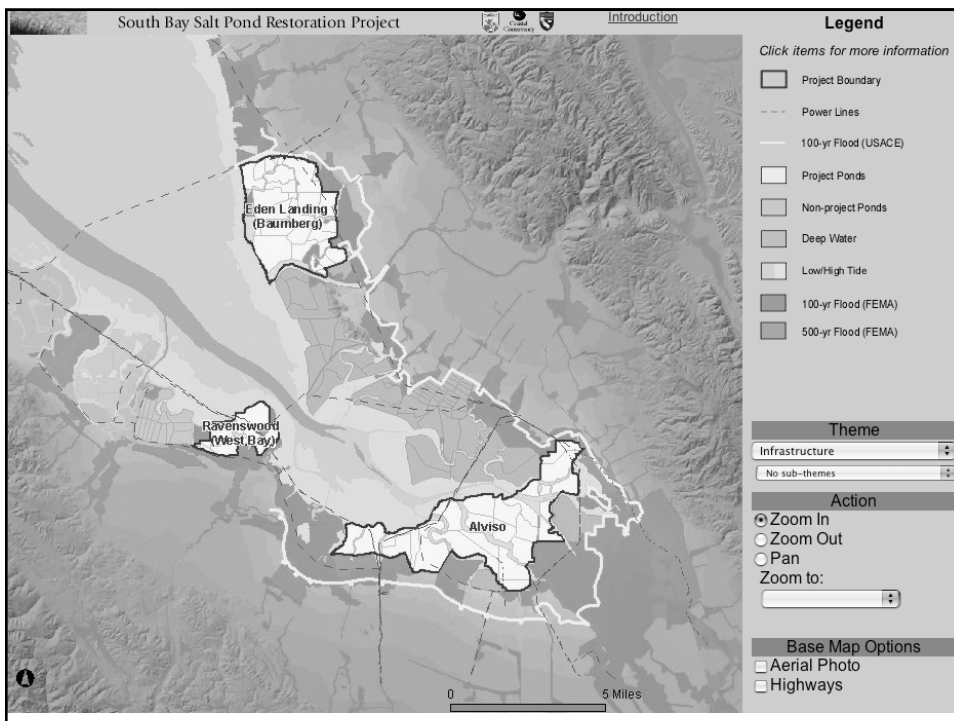 South Bay Salt Pond Restoration Project
Coastal
Conservancy
Introduction
Eden Landing
(Baumberg)
Ravenswood
(West Bay)
Alviso
0
5 Miles
Legend
Click items for more information
Project Boundary
Power Lines
100-yr Flood (USACE)
Project Ponds
Non-project Ponds
Deep Water
Low/High Tide
100-yr Flood (FEMA)
500-yr Flood (FEMA)
Theme
Infrastructure
No sub-themes
Action
Zoom In
Zoom Out
Pan
Zoom to:
Base Map Options
Aerial Photo
Highways